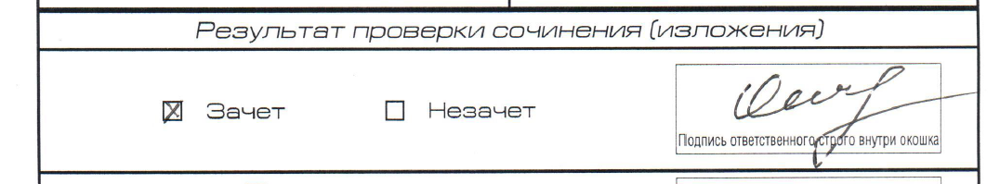 Результат проверки сочинения (изложения)
Зачет
Незачет
Подпись ответственного строго внутри окошка